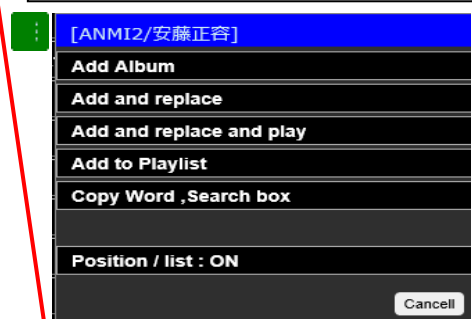 [ANMI2/安藤正容]
Add Album
Add and replace
Add and replace and play
Add to Playlist
Copy Word ,Search box
Position / list : ON
Cancell